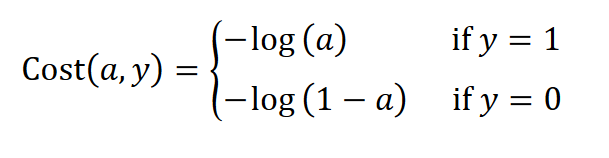 Cost(a, y) = { −log (a) if y = 1
−log (1 − a) if y = 0